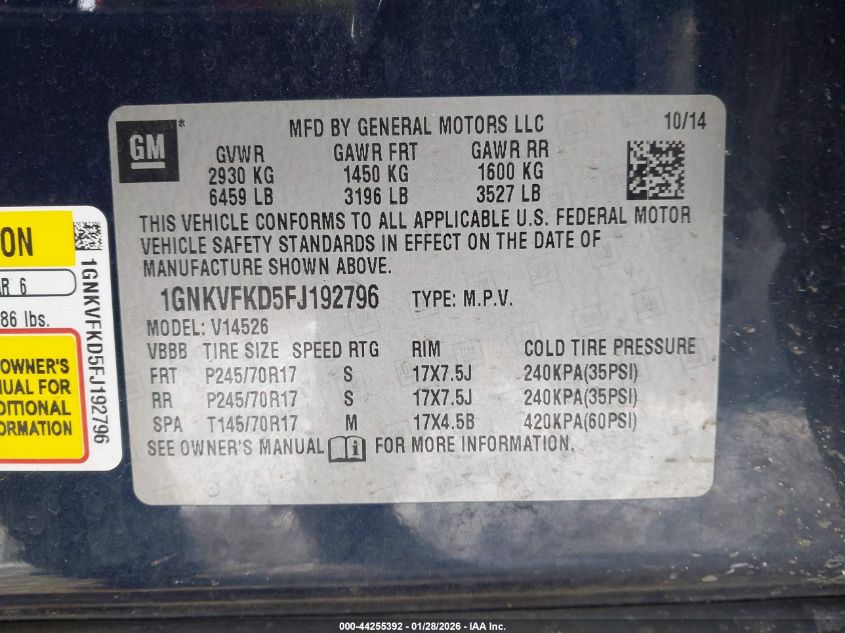 GM
MFD BY GENERAL MOTORS LLC
10/14
GVWR GAWR FRT GAWR RR
2930 KG 1450 KG 1600 KG
6459 LB 3196 LB 3527 LB
THIS VEHICLE CONFORMS TO ALL APPLICABLE U.S. FEDERAL MOTOR
VEHICLE SAFETY STANDARDS IN EFFECT ON THE DATE OF
MANUFACTURE SHOWN ABOVE.
1GNKVFKD5FJ192796 TYPE: M.P.V.
MODEL: V14526
VBBB TIRE SIZE SPEED RTG RIM COLD TIRE PRESSURE
FRT P245/70R17 S 17X7.5J 240KPA(35PSI)
RR P245/70R17 S 17X7.5J 240KPA(35PSI)
SPA T145/70R17 M 17X4.5B 420KPA(60PSI)
SEE OWNER'S MANUAL FOR MORE INFORMATION.
ON
R 6
86 lbs.
OWNER'S
UAL FOR
ITIONAL
ORMATION
1GNKVFKD5FJ192796
000-44255392 - 01/28/2026 - IAA Inc.